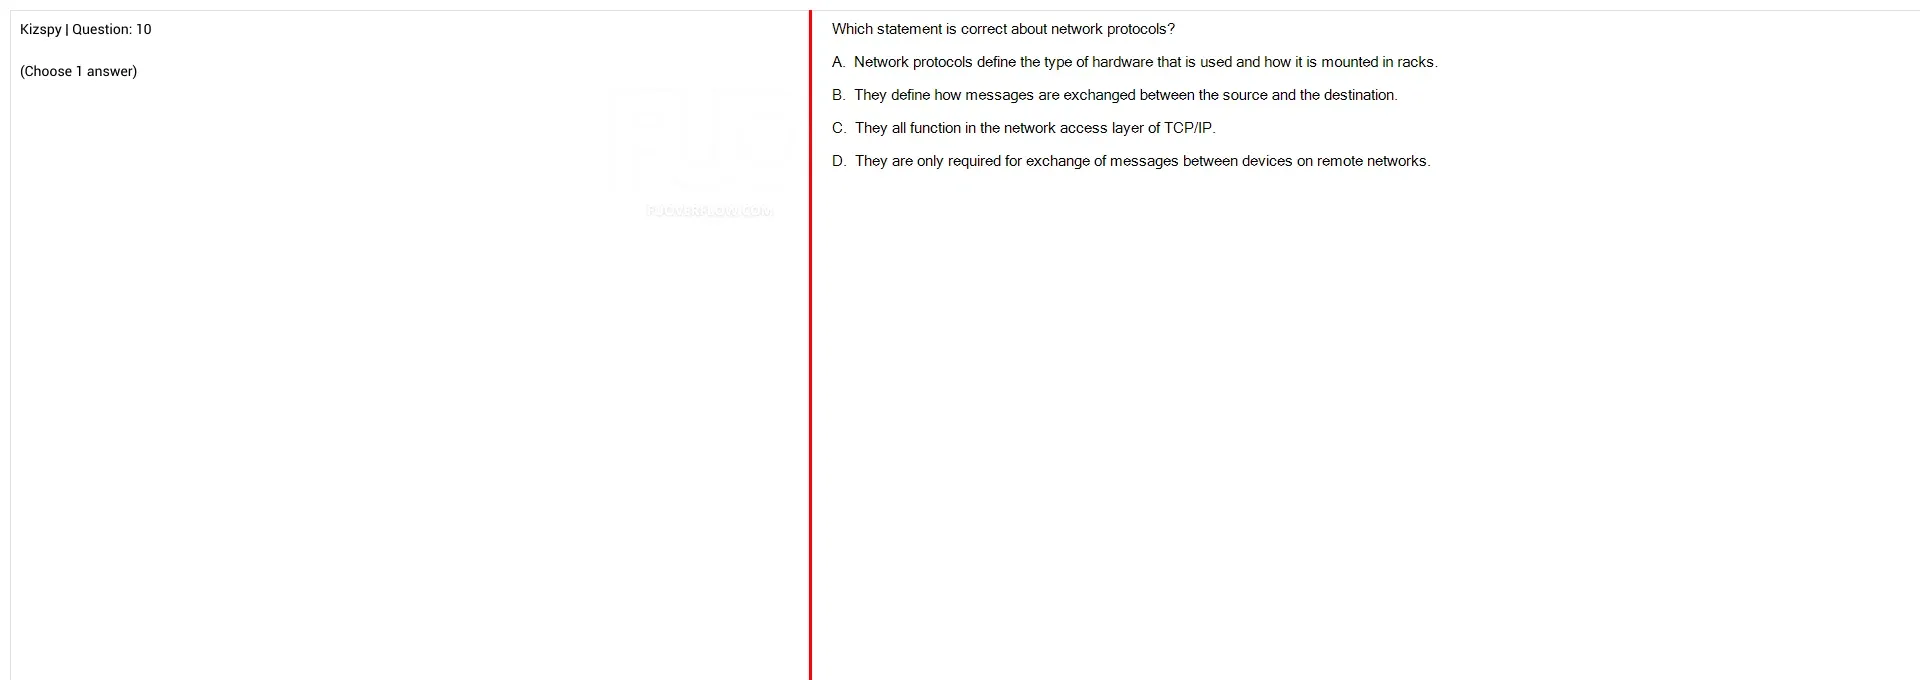 Kizspy | Question: 10
(Choose 1 answer)
FUOVERFLOW.COM
Which statement is correct about network protocols?
A. Network protocols define the type of hardware that is used and how it is mounted in racks.
B. They define how messages are exchanged between the source and the destination.
C. They all function in the network access layer of TCP/IP.
D. They are only required for exchange of messages between devices on remote networks.